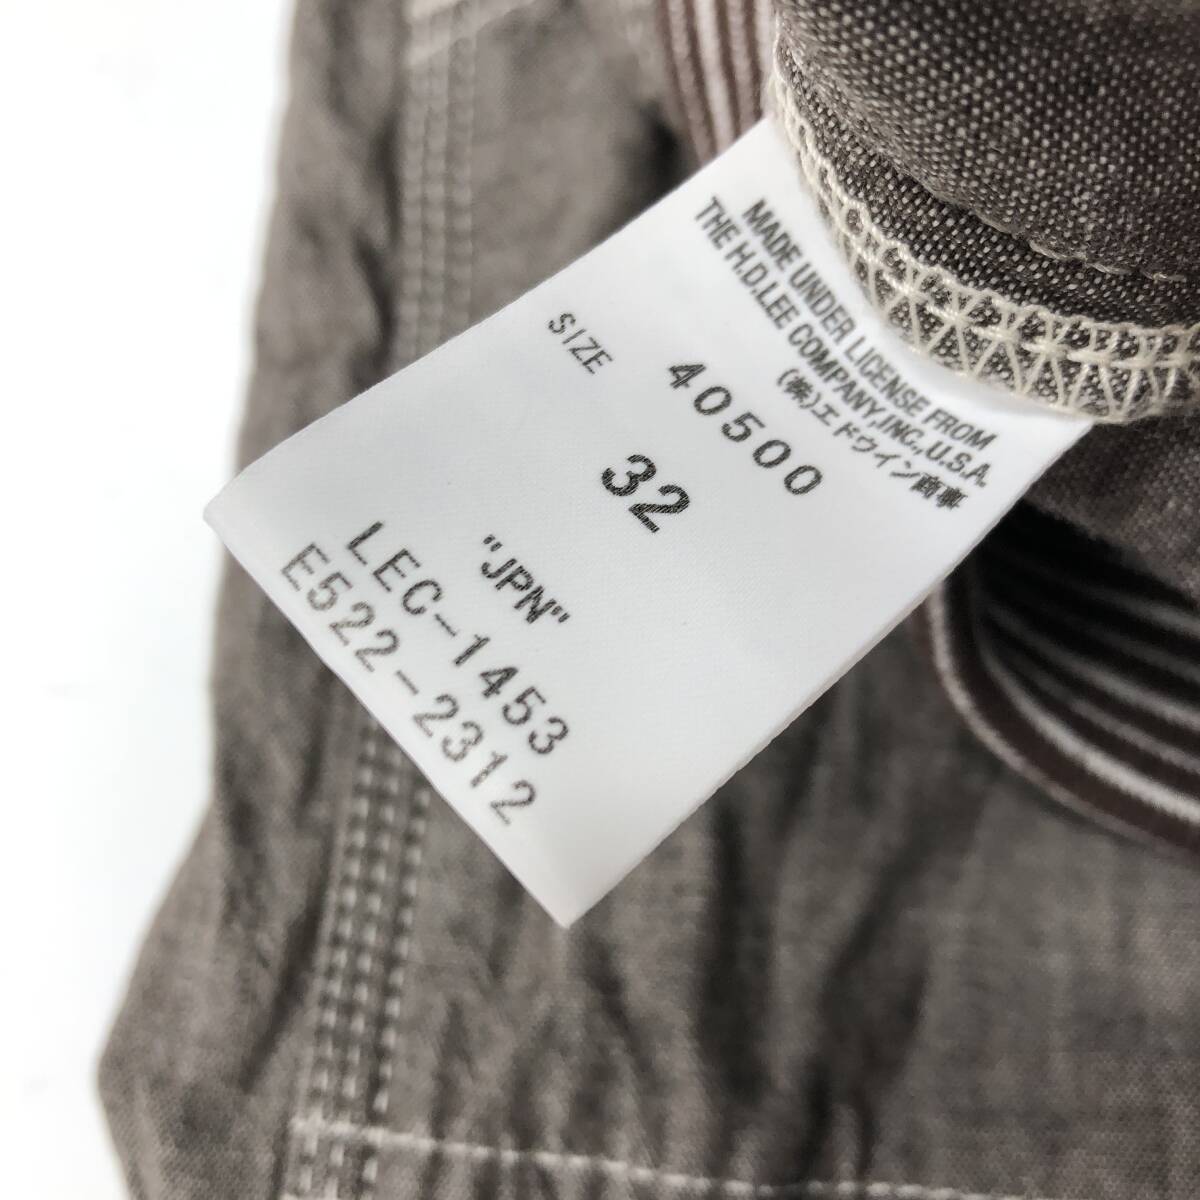 MADE UNDER LICENSE FROM
THE H.D.LEE COMPANY,INC.,U.S.A.
(株)エドウイン商事
40500
SIZE 32
"JPN"
LEC-1453
E522-2312